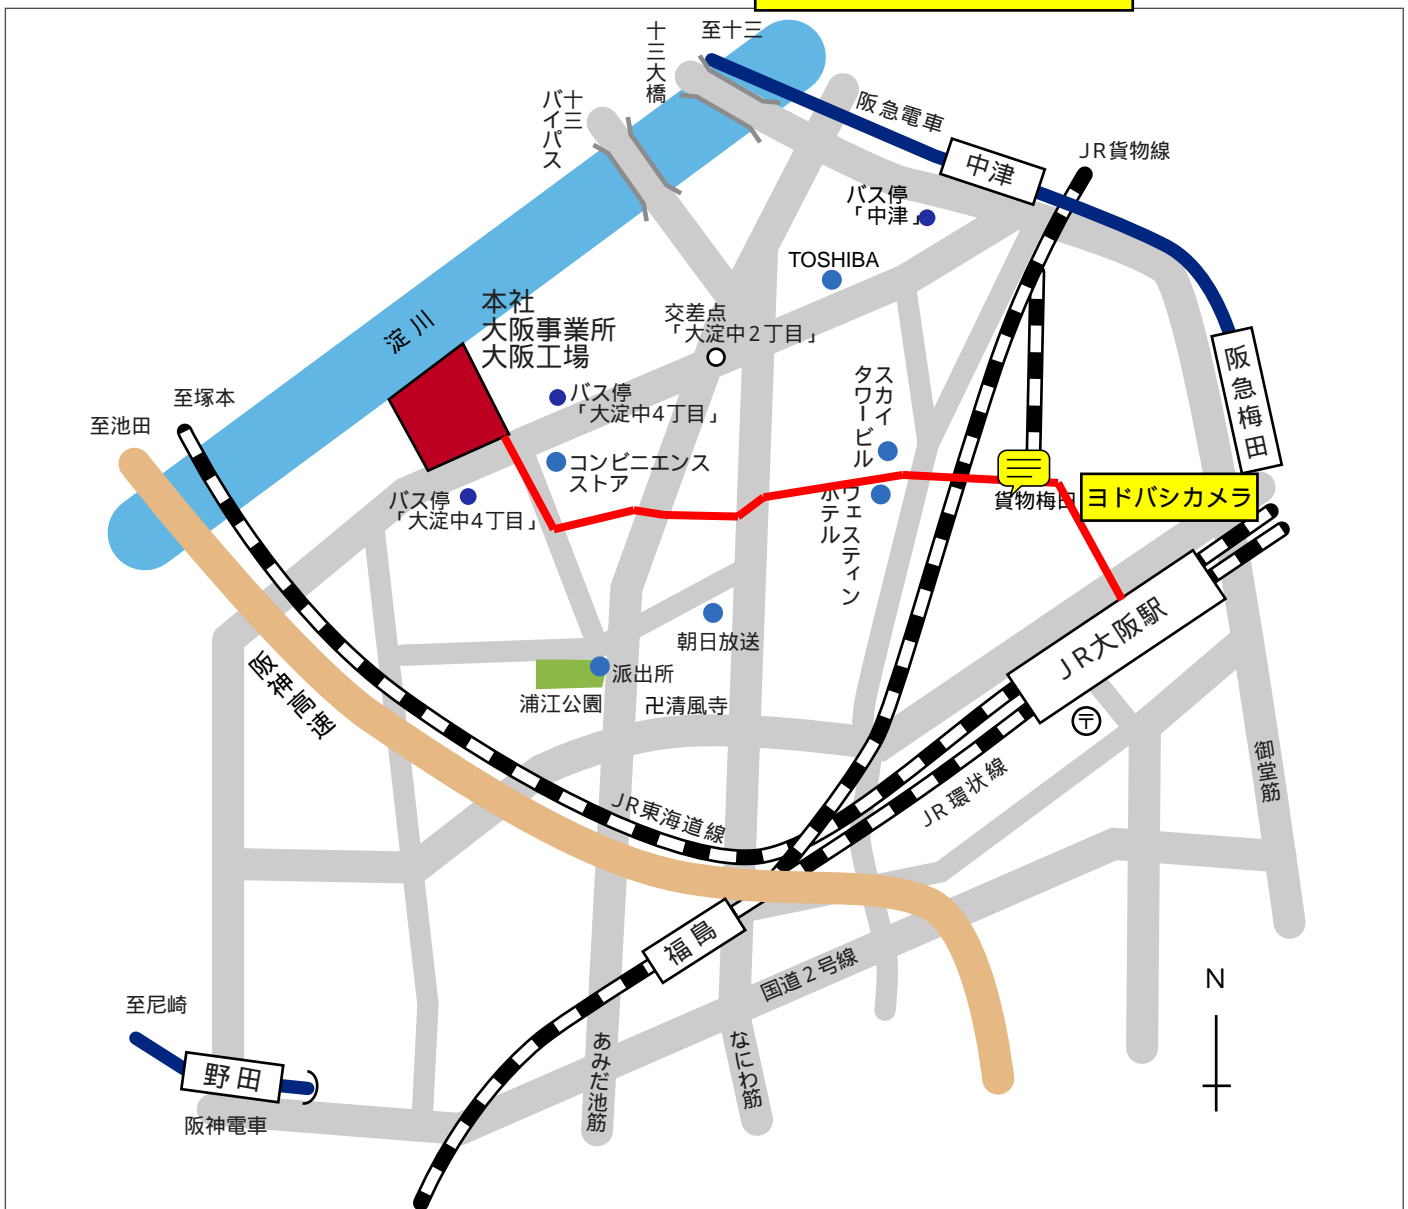 至十三
十三大橋
十三
バイパス
阪急電車
中津
JR貨物線
バス停
「中津」
TOSHIBA
淀川
本社
大阪事業所
大阪工場
交差点
「大淀中2丁目」
阪急梅田
スカイ
タワービル
バス停
「大淀中4丁目」
至塚本
至池田
コンビニエンス
ストア
バス停
「大淀中4丁目」
ウェスティン
ホテル
貨物梅田
ヨドバシカメラ
朝日放送
JR大阪駅
派出所
浦江公園
卍清風寺
阪神高速
〒
御堂筋
JR東海道線
JR環状線
福島
国道2号線
N
至尼崎
野田
阪神電車
あみだ池筋
なにわ筋